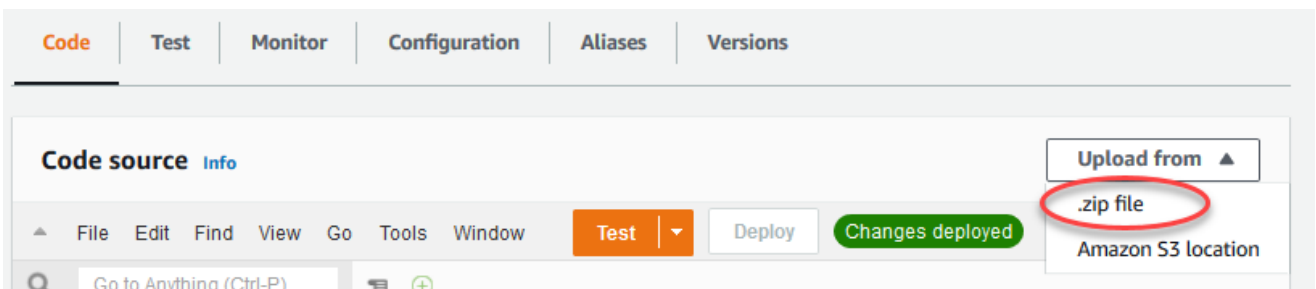 Code Test Monitor Configuration Aliases Versions
Code source Info
Upload from
.zip file
Amazon S3 location
File Edit Find View Go Tools Window Test Deploy Changes deployed
Go to Anything (Ctrl-P)